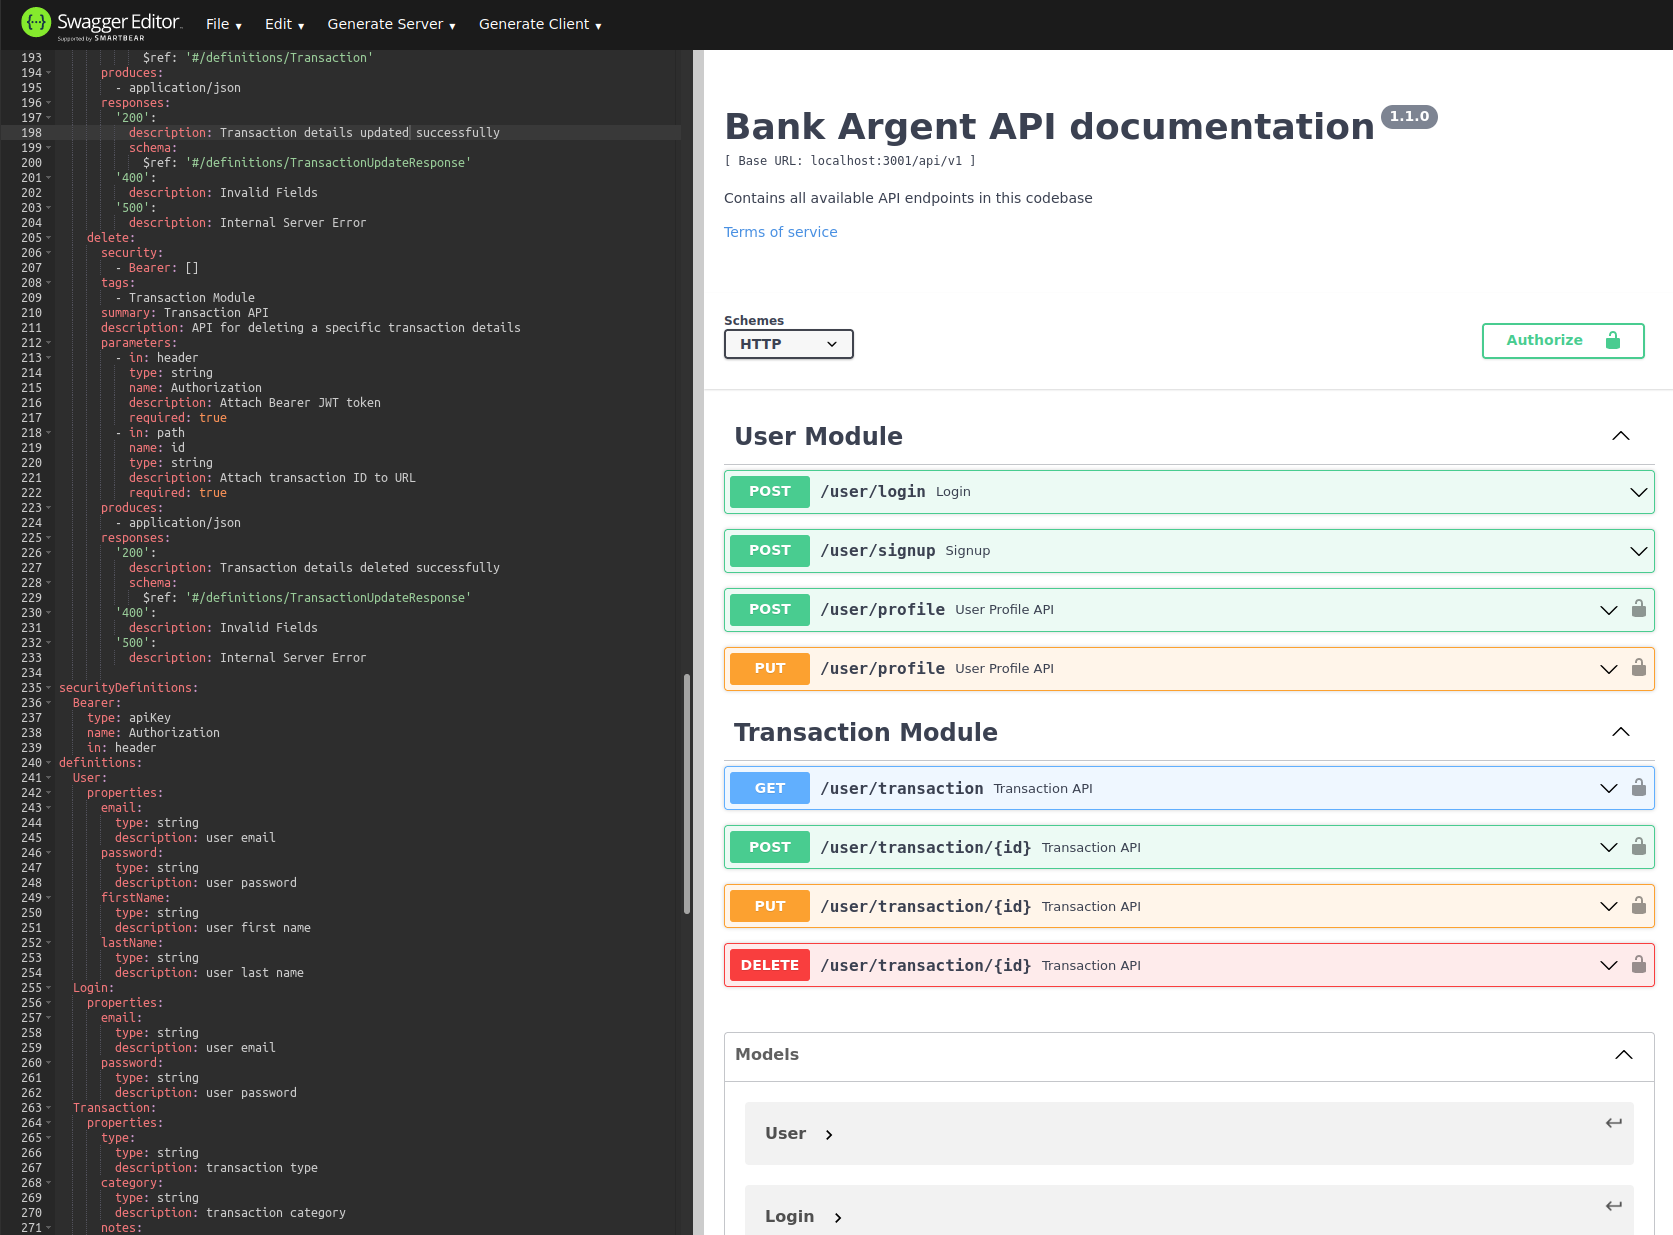 Swagger Editor
Supported by SMARTBEAR
File
Edit
Generate Server
Generate Client
193 $ref: '#/definitions/Transaction'
194 produces:
195 - application/json
196 responses:
197 '200':
198 description: Transaction details updated successfully
199 schema:
200 $ref: '#/definitions/TransactionUpdateResponse'
201 '400':
202 description: Invalid Fields
203 '500':
204 description: Internal Server Error
205 delete:
206 security:
207 - Bearer: []
208 tags:
209 - Transaction Module
210 summary: Transaction API
211 description: API for deleting a specific transaction details
212 parameters:
213 - in: header
214 type: string
215 name: Authorization
216 description: Attach Bearer JWT token
217 required: true
218 - in: path
219 name: id
220 type: string
221 description: Attach transaction ID to URL
222 required: true
223 produces:
224 - application/json
225 responses:
226 '200':
227 description: Transaction details deleted successfully
228 schema:
229 $ref: '#/definitions/TransactionUpdateResponse'
230 '400':
231 description: Invalid Fields
232 '500':
233 description: Internal Server Error
234
235 securityDefinitions:
236 Bearer:
237 type: apiKey
238 name: Authorization
239 in: header
240 definitions:
241 User:
242 properties:
243 email:
244 type: string
245 description: user email
246 password:
247 type: string
248 description: user password
249 firstName:
250 type: string
251 description: user first name
252 lastName:
253 type: string
254 description: user last name
255 Login:
256 properties:
257 email:
258 type: string
259 description: user email
260 password:
261 type: string
262 description: user password
263 Transaction:
264 properties:
265 type:
266 type: string
267 description: transaction type
268 category:
269 type: string
270 description: transaction category
271 notes:
Bank Argent API documentation 1.1.0
[ Base URL: localhost:3001/api/v1 ]
Contains all available API endpoints in this codebase
Terms of service
Schemes
HTTP
Authorize
User Module
POST /user/login Login
POST /user/signup Signup
POST /user/profile User Profile API
PUT /user/profile User Profile API
Transaction Module
GET /user/transaction Transaction API
POST /user/transaction/{id} Transaction API
PUT /user/transaction/{id} Transaction API
DELETE /user/transaction/{id} Transaction API
Models
User
Login